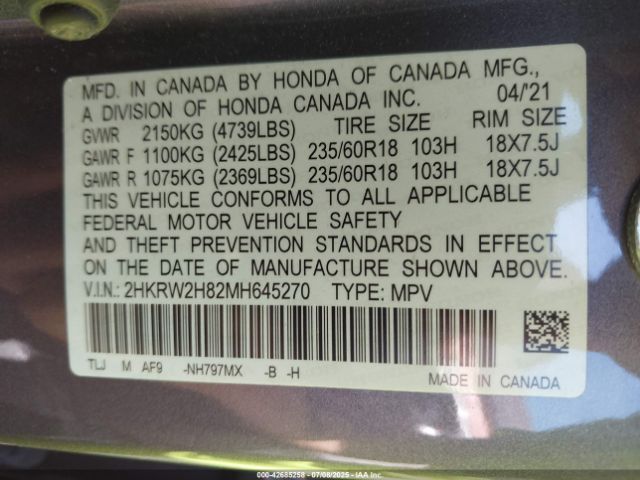 MFD. IN CANADA BY HONDA OF CANADA MFG.,
A DIVISION OF HONDA CANADA INC. 04/'21
GVWR 2150KG (4739LBS) TIRE SIZE RIM SIZE
GAWR F 1100KG (2425LBS) 235/60R18 103H 18X7.5J
GAWR R 1075KG (2369LBS) 235/60R18 103H 18X7.5J
THIS VEHICLE CONFORMS TO ALL APPLICABLE
FEDERAL MOTOR VEHICLE SAFETY
AND THEFT PREVENTION STANDARDS IN EFFECT
ON THE DATE OF MANUFACTURE SHOWN ABOVE.
V.I.N.: 2HKRW2H82MH645270 TYPE: MPV
TLJ M AF9 -NH797MX -B -H
MADE IN CANADA
000-42685258 - 07/08/2025 - IAA Inc.